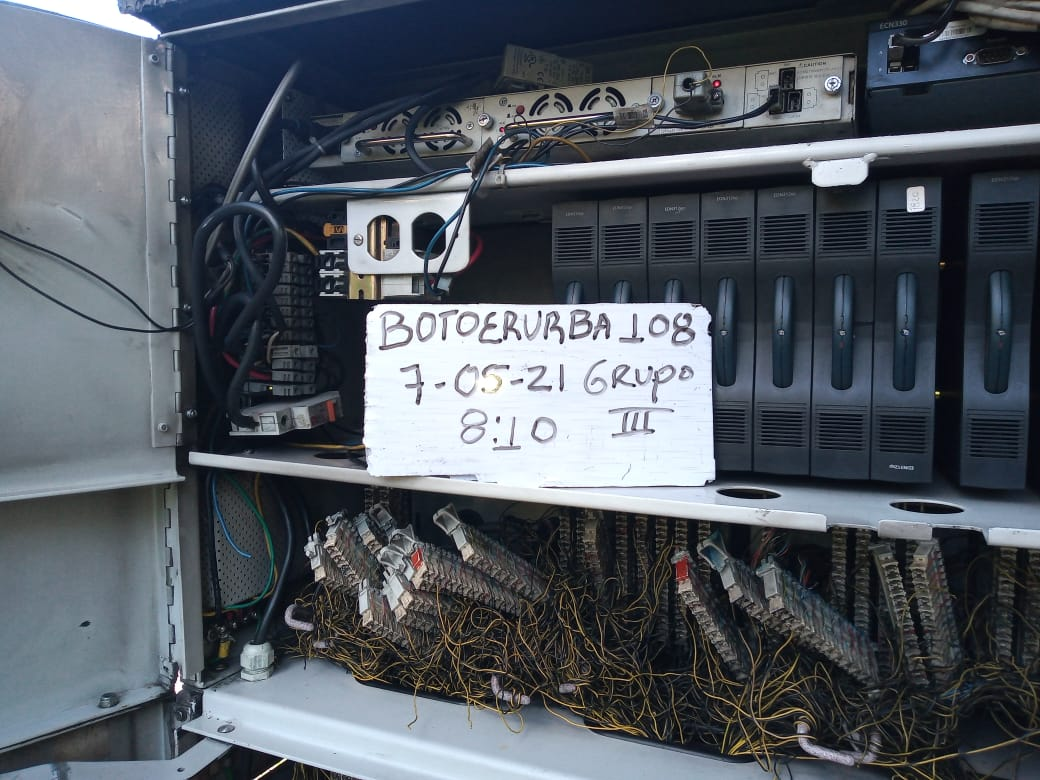 ECN330
CAUTION
BOTOERURBA 108
7-05-21 GRUPO
8:10 III